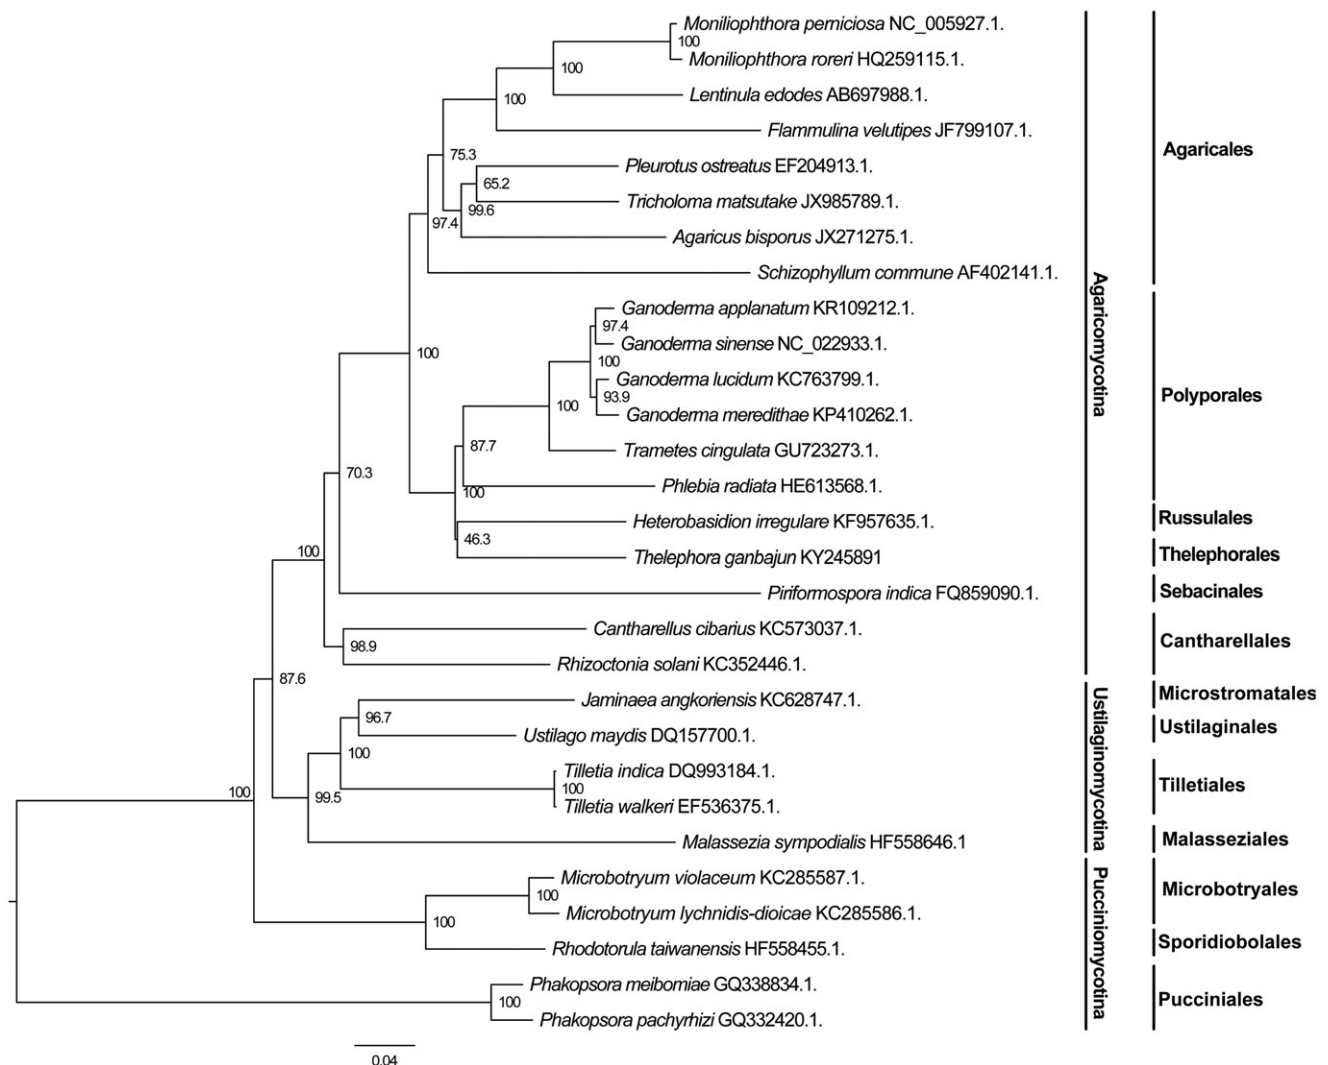 Moniliophthora perniciosa NC_005927.1.
100
Moniliophthora roreri HQ259115.1.
100
Lentinula edodes AB697988.1.
100
Flammulina velutipes JF799107.1.
Agaricales
75.3
Pleurotus ostreatus EF204913.1.
65.2
Tricholoma matsutake JX985789.1.
99.6
97.4
Agaricus bisporus JX271275.1.
Schizophyllum commune AF402141.1.
Agaricomycotina
Ganoderma applanatum KR109212.1.
97.4
Ganoderma sinense NC_022933.1.
100
100
Ganoderma lucidum KC763799.1.
93.9
Polyporales
100
Ganoderma meredithae KP410262.1.
87.7
Trametes cingulata GU723273.1.
70.3
Phlebia radiata HE613568.1.
100
Heterobasidion irregulare KF957635.1.
Russulales
46.3
Thelephora ganbajun KY245891
Thelephorales
100
Piriformospora indica FQ859090.1.
Sebacinales
Cantharellus cibarius KC573037.1.
Cantharellales
98.9
Rhizoctonia solani KC352446.1.
87.6
Ustilaginomycotina
Jaminaea angkoriensis KC628747.1.
Microstromatales
96.7
Ustilago maydis DQ157700.1.
Ustilaginales
100
Tilletia indica DQ993184.1.
100
Tilletiales
100
99.5
Tilletia walkeri EF536375.1.
Malassezia sympodialis HF558646.1
Malasseziales
Pucciniomycotina
Microbotryum violaceum KC285587.1.
100
Microbotryales
Microbotryum lychnidis-dioicae KC285586.1.
100
Rhodotorula taiwanensis HF558455.1.
Sporidiobolales
Phakopsora meibomiae GQ338834.1.
100
Pucciniales
Phakopsora pachyrhizi GQ332420.1.
0.04